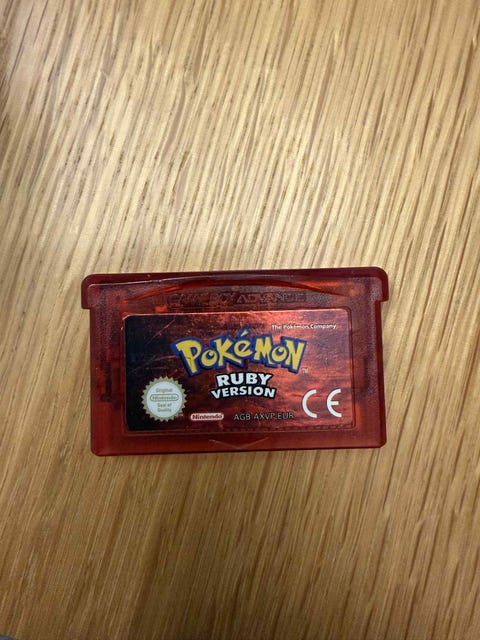 GAME BOY ADVANCE
The Pokémon Company
POKéMON
TM
RUBY
VERSION
Original
Nintendo
Seal of
Quality
Nintendo
AGB-AXVP-EUR
CE